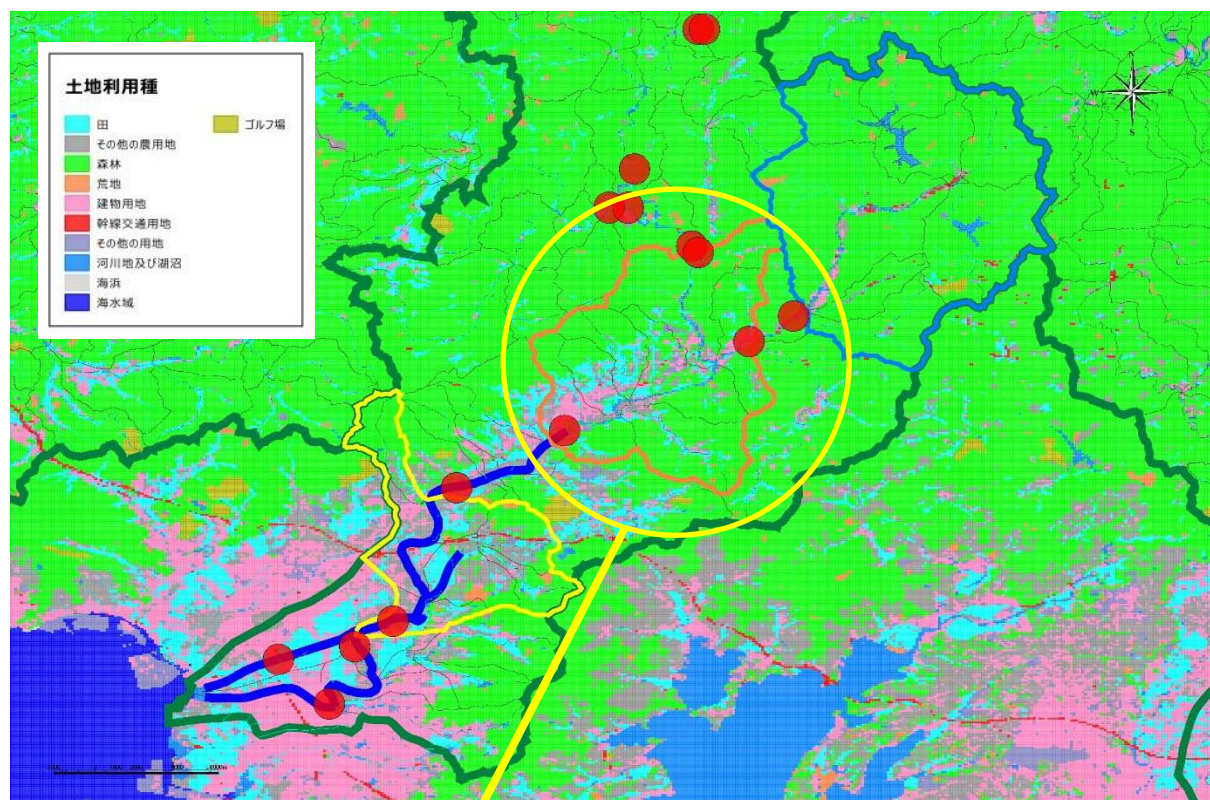 土地利用種
田
その他の農用地
森林
荒地
建物用地
幹線交通用地
その他の用地
河川地及び湖沼
海浜
海水域
ゴルフ場
N
W
S